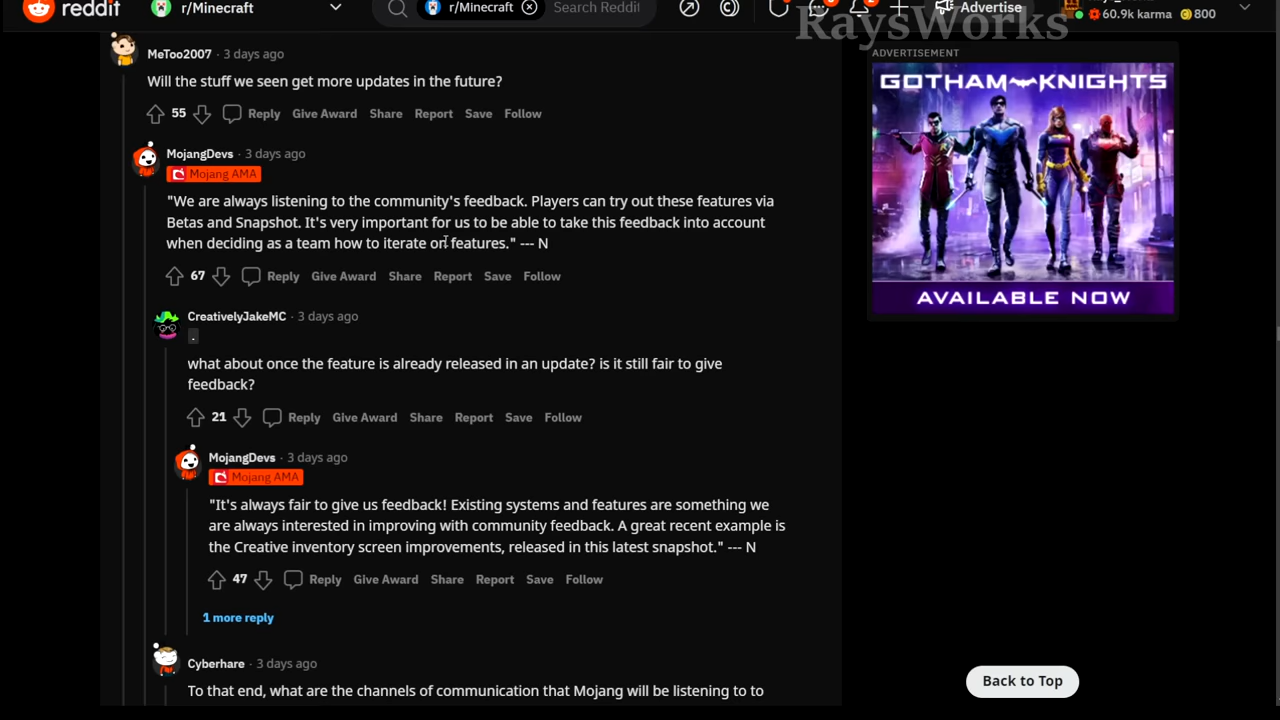 reddit
r/Minecraft
r/Minecraft
Search Reddit
Advertise
60.9k karma
800
RaysWorks
MeToo2007 · 3 days ago
Will the stuff we seen get more updates in the future?
55
Reply Give Award Share Report Save Follow
MojangDevs · 3 days ago
Mojang AMA
"We are always listening to the community's feedback. Players can try out these features via
Betas and Snapshot. It's very important for us to be able to take this feedback into account
when deciding as a team how to iterate on features." --- N
67
Reply Give Award Share Report Save Follow
CreativelyJakeMC · 3 days ago
.
what about once the feature is already released in an update? is it still fair to give
feedback?
21
Reply Give Award Share Report Save Follow
MojangDevs · 3 days ago
Mojang AMA
"It's always fair to give us feedback! Existing systems and features are something we
are always interested in improving with community feedback. A great recent example is
the Creative inventory screen improvements, released in this latest snapshot." --- N
47
Reply Give Award Share Report Save Follow
1 more reply
Cyberhare · 3 days ago
To that end, what are the channels of communication that Mojang will be listening to to
ADVERTISEMENT
GOTHAM KNIGHTS
AVAILABLE NOW
Back to Top